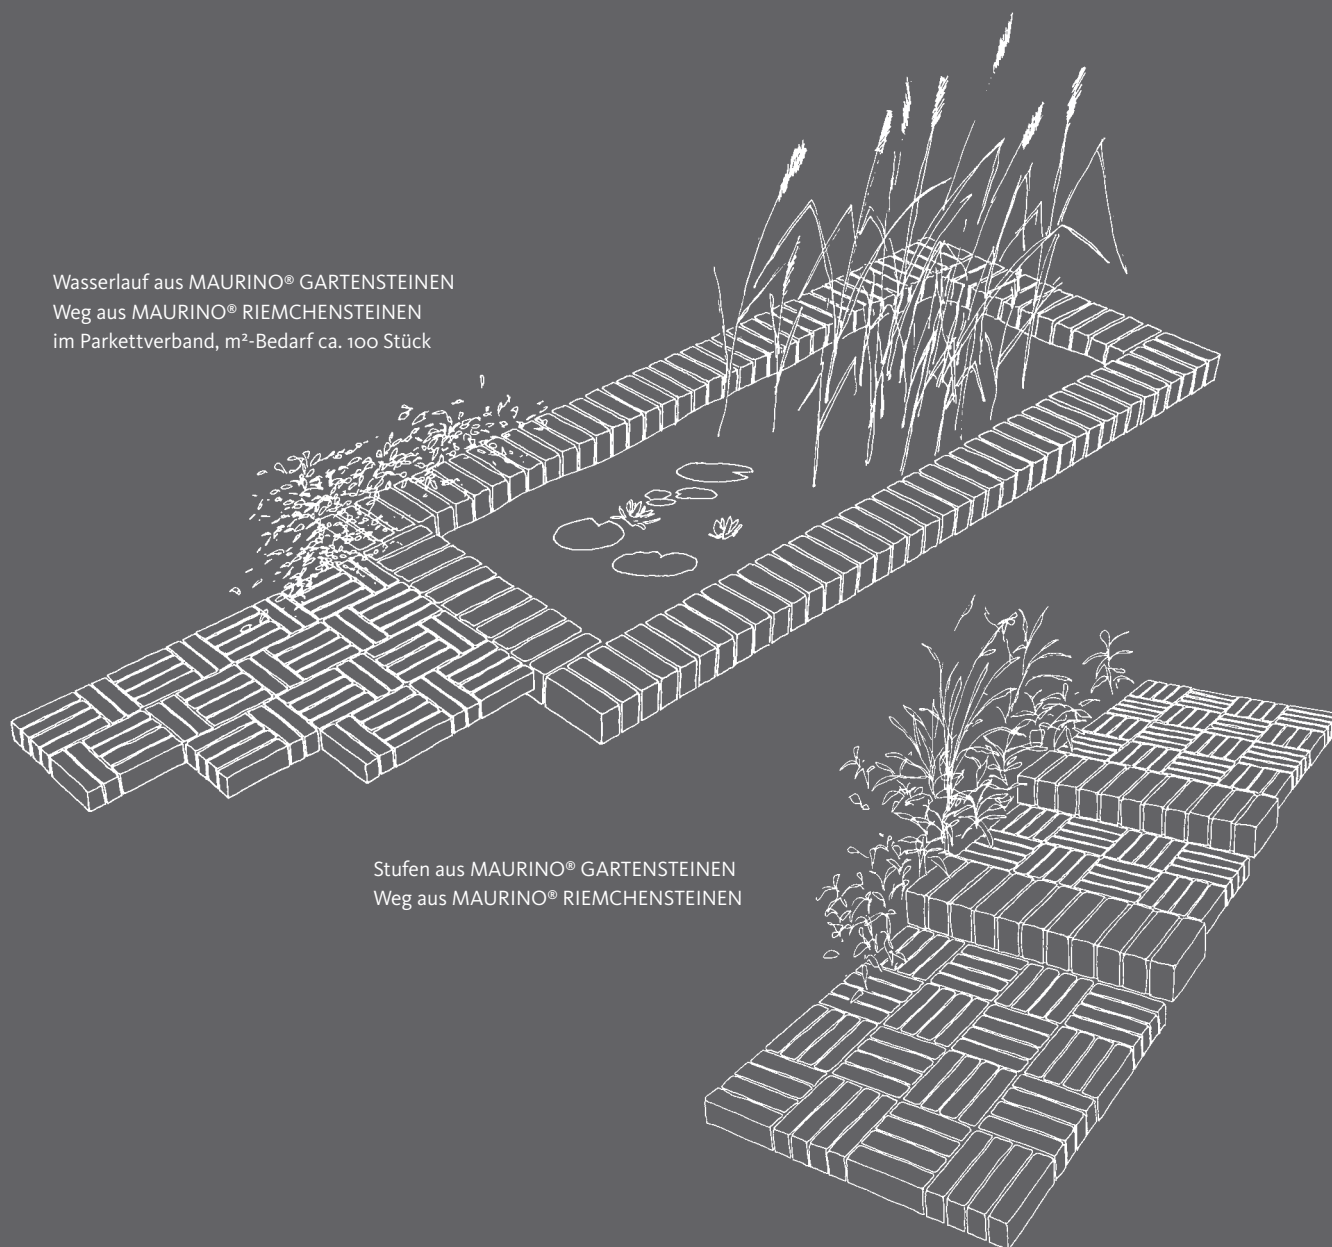 Wasserlauf aus MAURINO® GARTENSTEINEN
Weg aus MAURINO® RIEMCHENSTEINEN
im Parkettverband, m²-Bedarf ca. 100 Stück
Stufen aus MAURINO® GARTENSTEINEN
Weg aus MAURINO® RIEMCHENSTEINEN